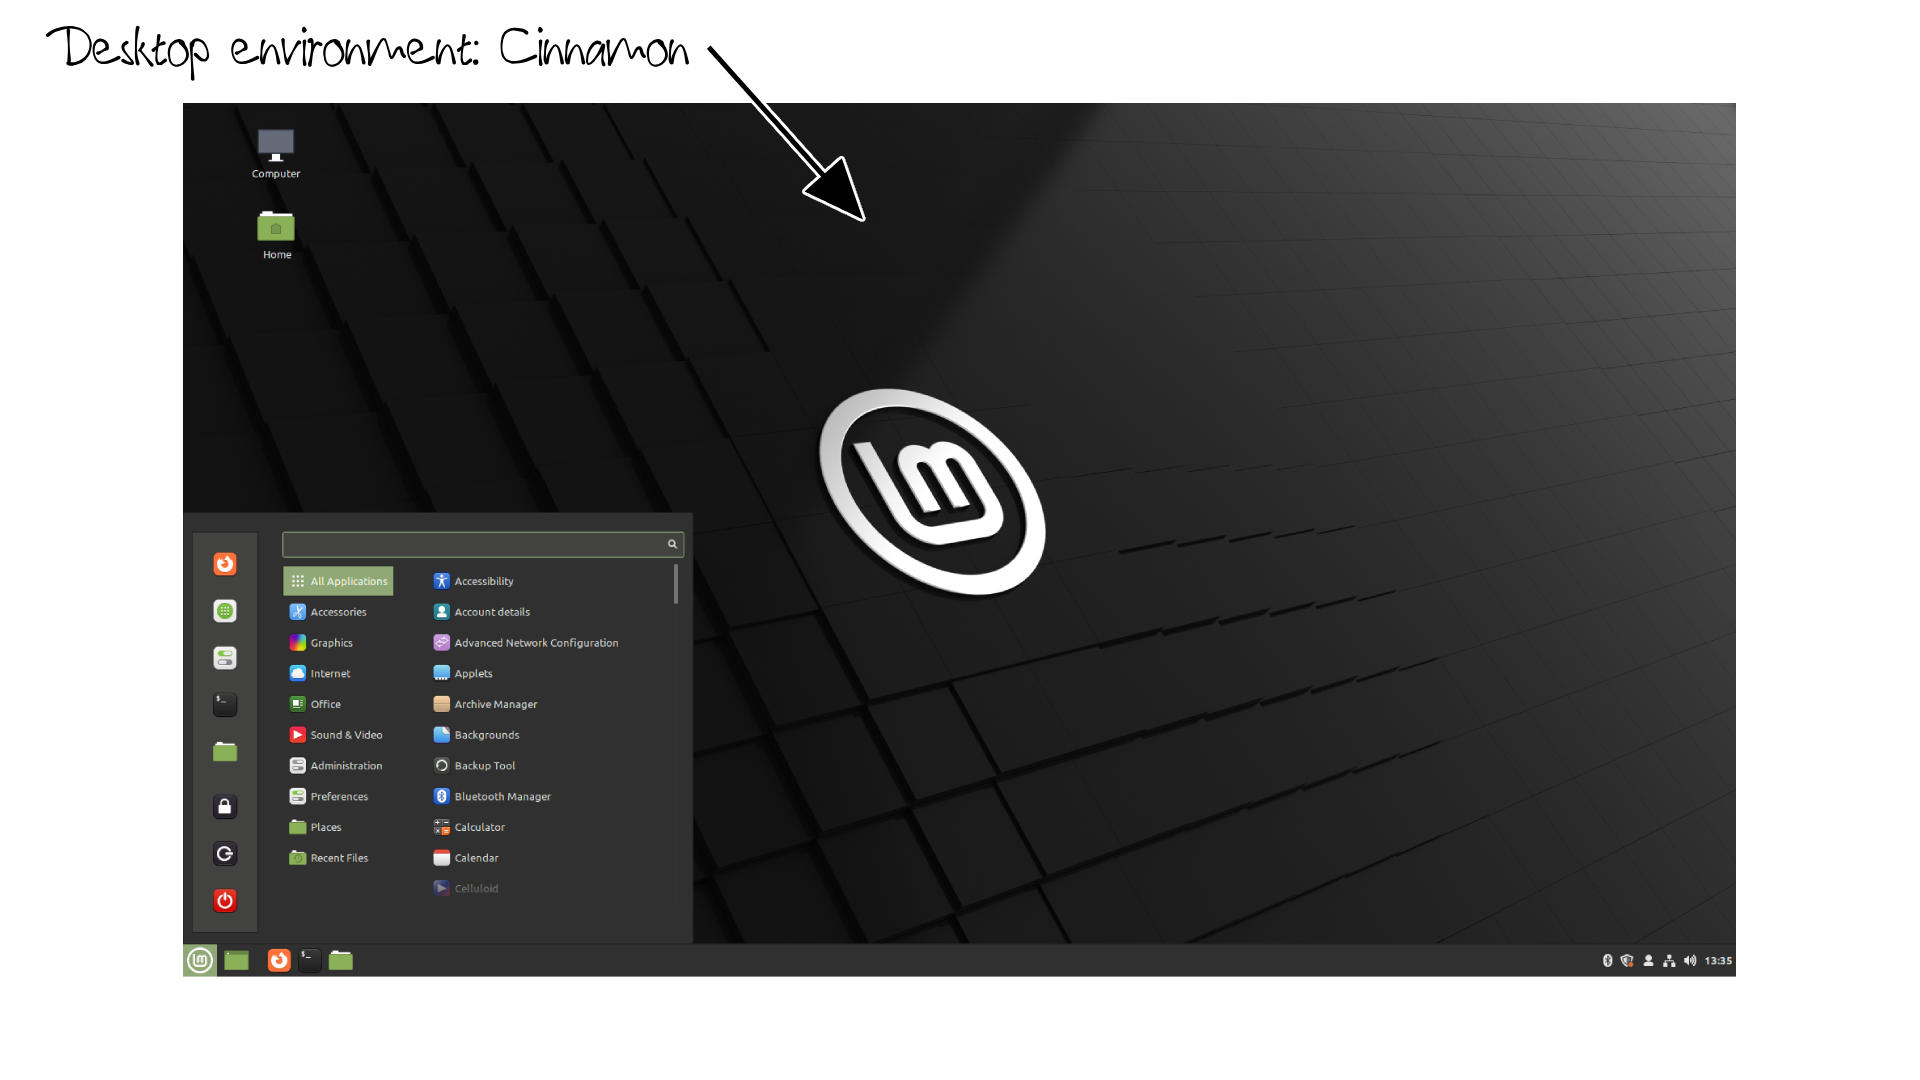 Desktop environment: Cinnamon
Computer
Home
All Applications
Accessories
Graphics
Internet
Office
Sound & Video
Administration
Preferences
Places
Recent Files
Accessibility
Account details
Advanced Network Configuration
Applets
Archive Manager
Backgrounds
Backup Tool
Bluetooth Manager
Calculator
Calendar
Celluloid
13:35